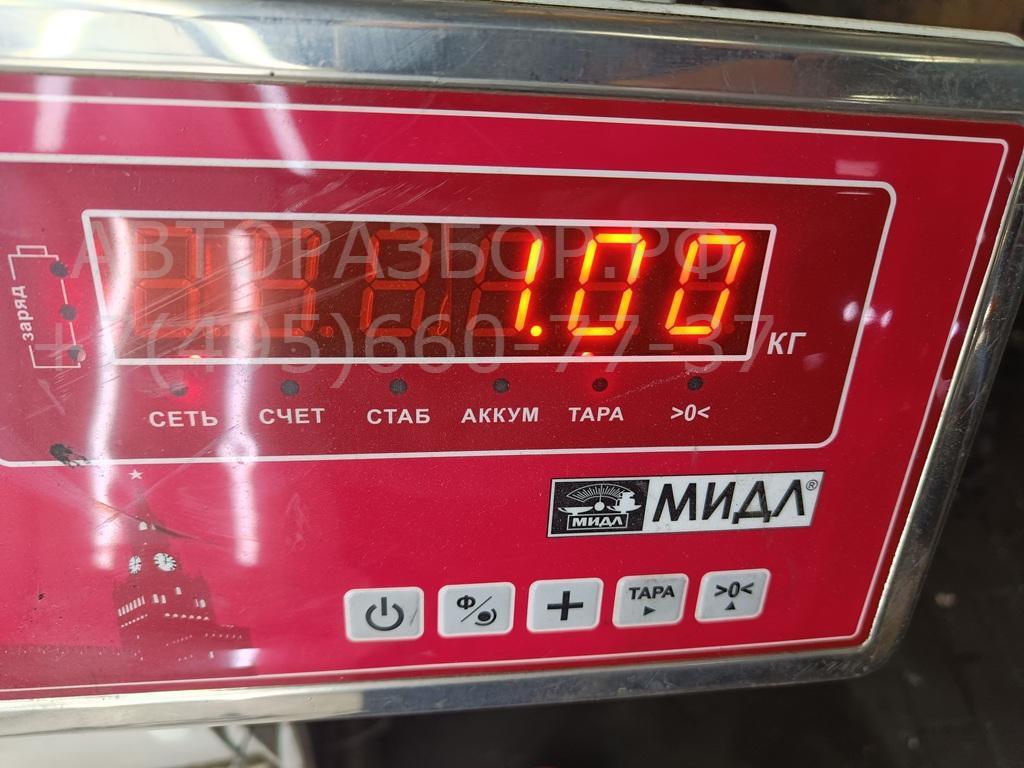 АВТОРАЗБОР.РФ
+7(495)660-77-37
1.00
КГ
заряд
СЕТЬ СЧЕТ СТАБ АККУМ ТАРА >0<
МИДЛ МИДЛ®
Ф ТАРА >0<